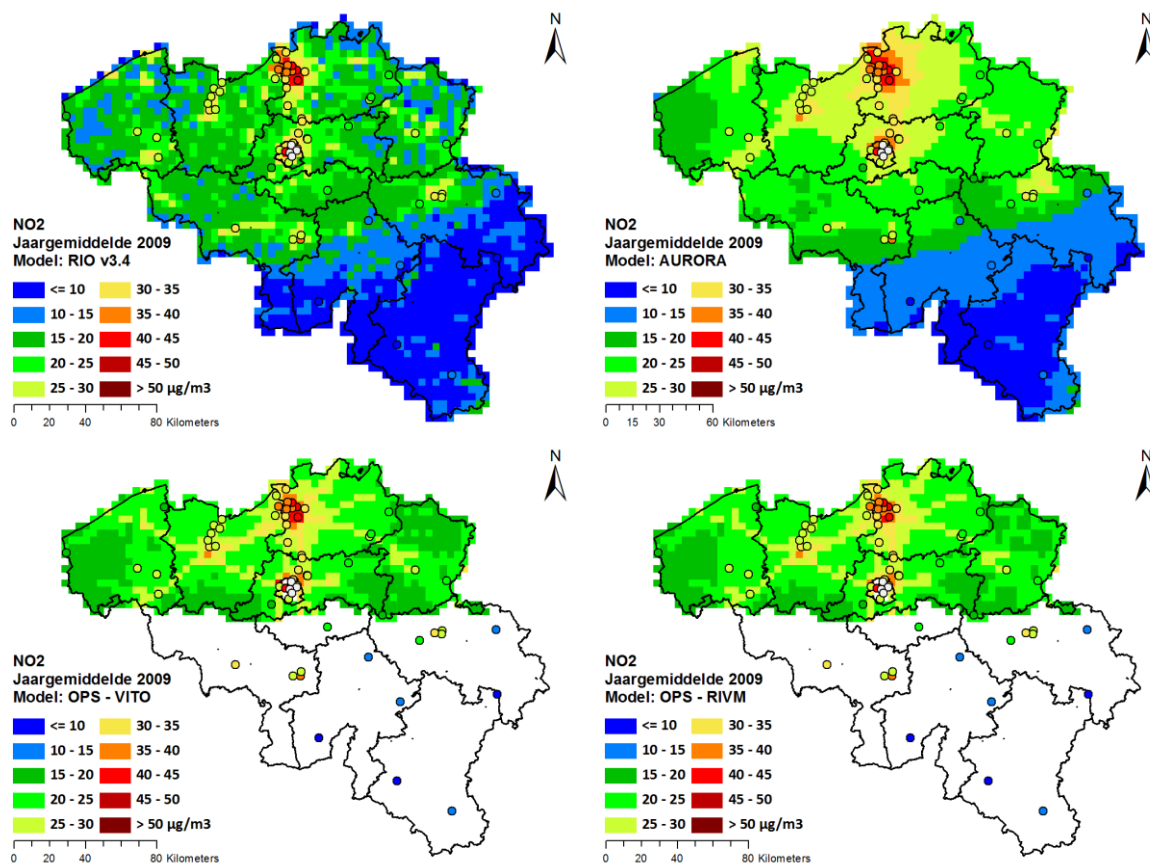 N
NO2
Jaargemiddelde 2009
Model: RIO v3.4
<= 10 30 - 35
10 - 15 35 - 40
15 - 20 40 - 45
20 - 25 45 - 50
25 - 30 > 50 µg/m3
0 20 40 80 Kilometers
N
NO2
Jaargemiddelde 2009
Model: AURORA
<= 10 30 - 35
10 - 15 35 - 40
15 - 20 40 - 45
20 - 25 45 - 50
25 - 30 > 50 µg/m3
0 15 30 60 Kilometers
N
NO2
Jaargemiddelde 2009
Model: OPS - VITO
<= 10 30 - 35
10 - 15 35 - 40
15 - 20 40 - 45
20 - 25 45 - 50
25 - 30 > 50 µg/m3
0 20 40 80 Kilometers
N
NO2
Jaargemiddelde 2009
Model: OPS - RIVM
<= 10 30 - 35
10 - 15 35 - 40
15 - 20 40 - 45
20 - 25 45 - 50
25 - 30 > 50 µg/m3
0 20 40 80 Kilometers